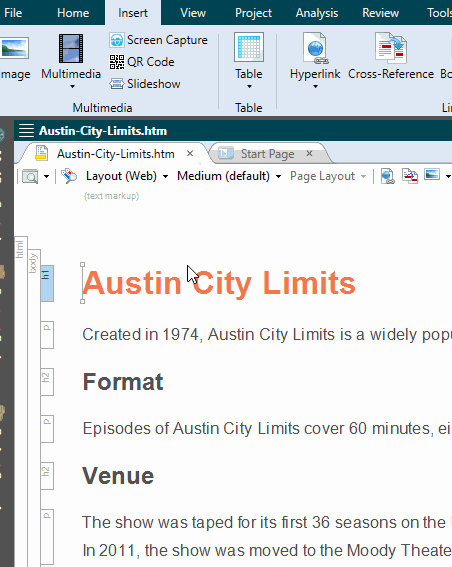 File Home Insert View Project Analysis Review Tools
Screen Capture
QR Code
Slideshow
Image Multimedia Table Hyperlink Cross-Reference
Multimedia Table
Austin-City-Limits.htm
Austin-City-Limits.htm × Start Page ×
Layout (Web) Medium (default) Page Layout
(text markup)
html
body
h1
Austin City Limits
p
Created in 1974, Austin City Limits is a widely popu
h2
Format
p
Episodes of Austin City Limits cover 60 minutes, ei
h2
Venue
p
The show was taped for its first 36 seasons on the
In 2011, the show was moved to the Moody Theate